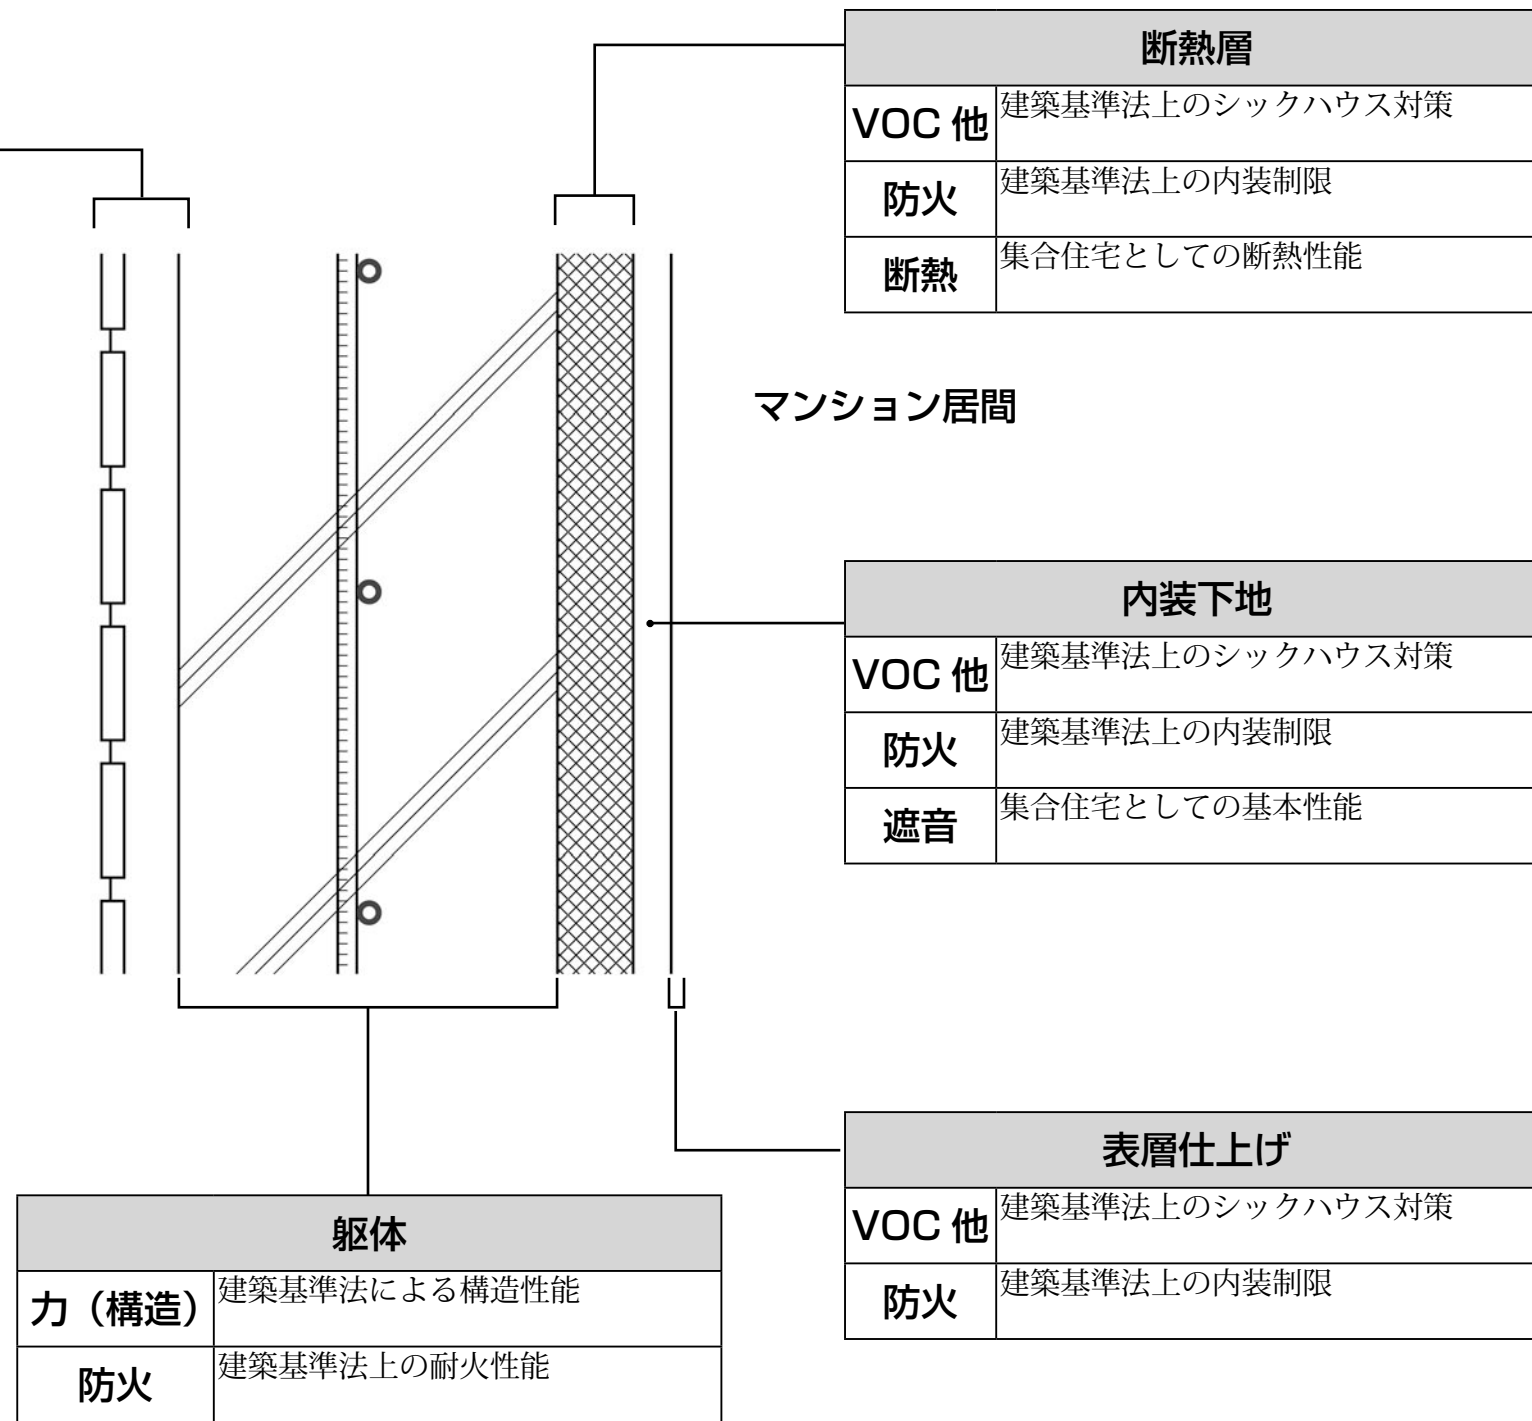 断熱層
VOC 他 建築基準法上のシックハウス対策
防火 建築基準法上の内装制限
断熱 集合住宅としての断熱性能
マンション居間
内装下地
VOC 他 建築基準法上のシックハウス対策
防火 建築基準法上の内装制限
遮音 集合住宅としての基本性能
表層仕上げ
VOC 他 建築基準法上のシックハウス対策
防火 建築基準法上の内装制限
躯体
力（構造） 建築基準法による構造性能
防火 建築基準法上の耐火性能